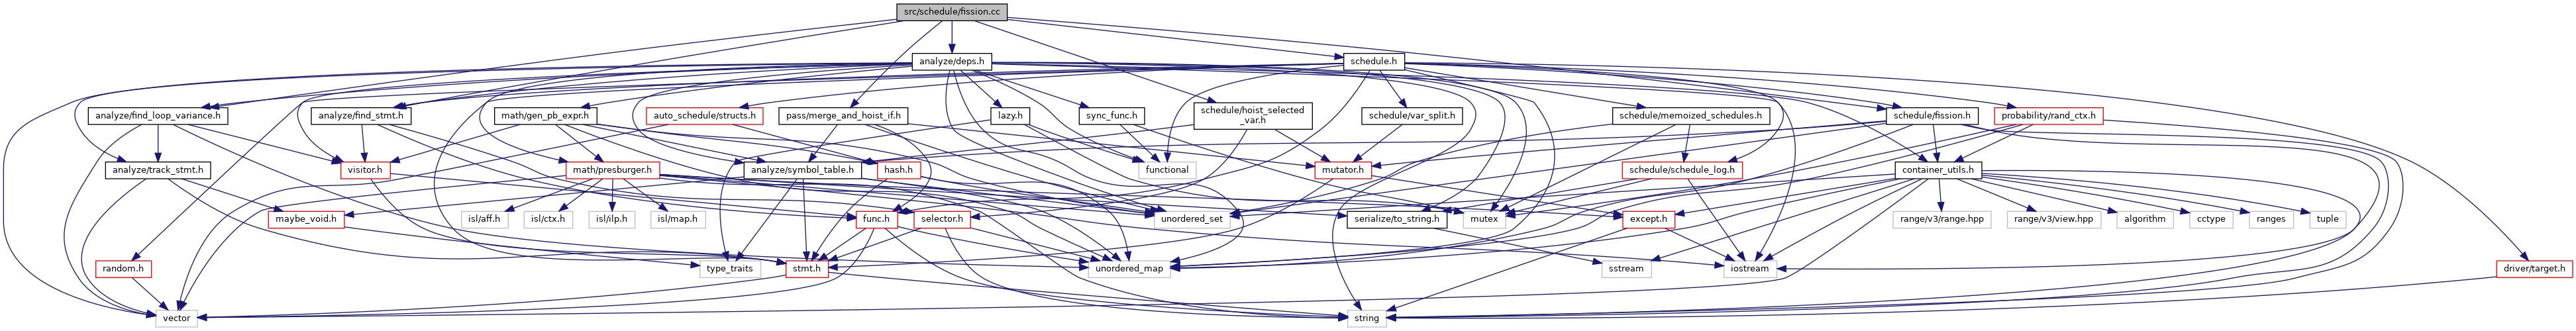 src/schedule/fission.cc
analyze/deps.h
schedule.h
analyze/find_loop_variance.h
analyze/find_stmt.h
math/gen_pb_expr.h
auto_schedule/structs.h
pass/merge_and_hoist_if.h
lazy.h
sync_func.h
schedule/hoist_selected
_var.h
schedule/var_split.h
schedule/memoized_schedules.h
schedule/fission.h
probability/rand_ctx.h
analyze/track_stmt.h
visitor.h
math/presburger.h
analyze/symbol_table.h
hash.h
functional
mutator.h
schedule/schedule_log.h
container_utils.h
maybe_void.h
isl/aff.h
isl/ctx.h
isl/ilp.h
isl/map.h
func.h
selector.h
unordered_set
serialize/to_string.h
mutex
except.h
range/v3/range.hpp
range/v3/view.hpp
algorithm
cctype
ranges
tuple
random.h
type_traits
stmt.h
unordered_map
sstream
iostream
driver/target.h
vector
string